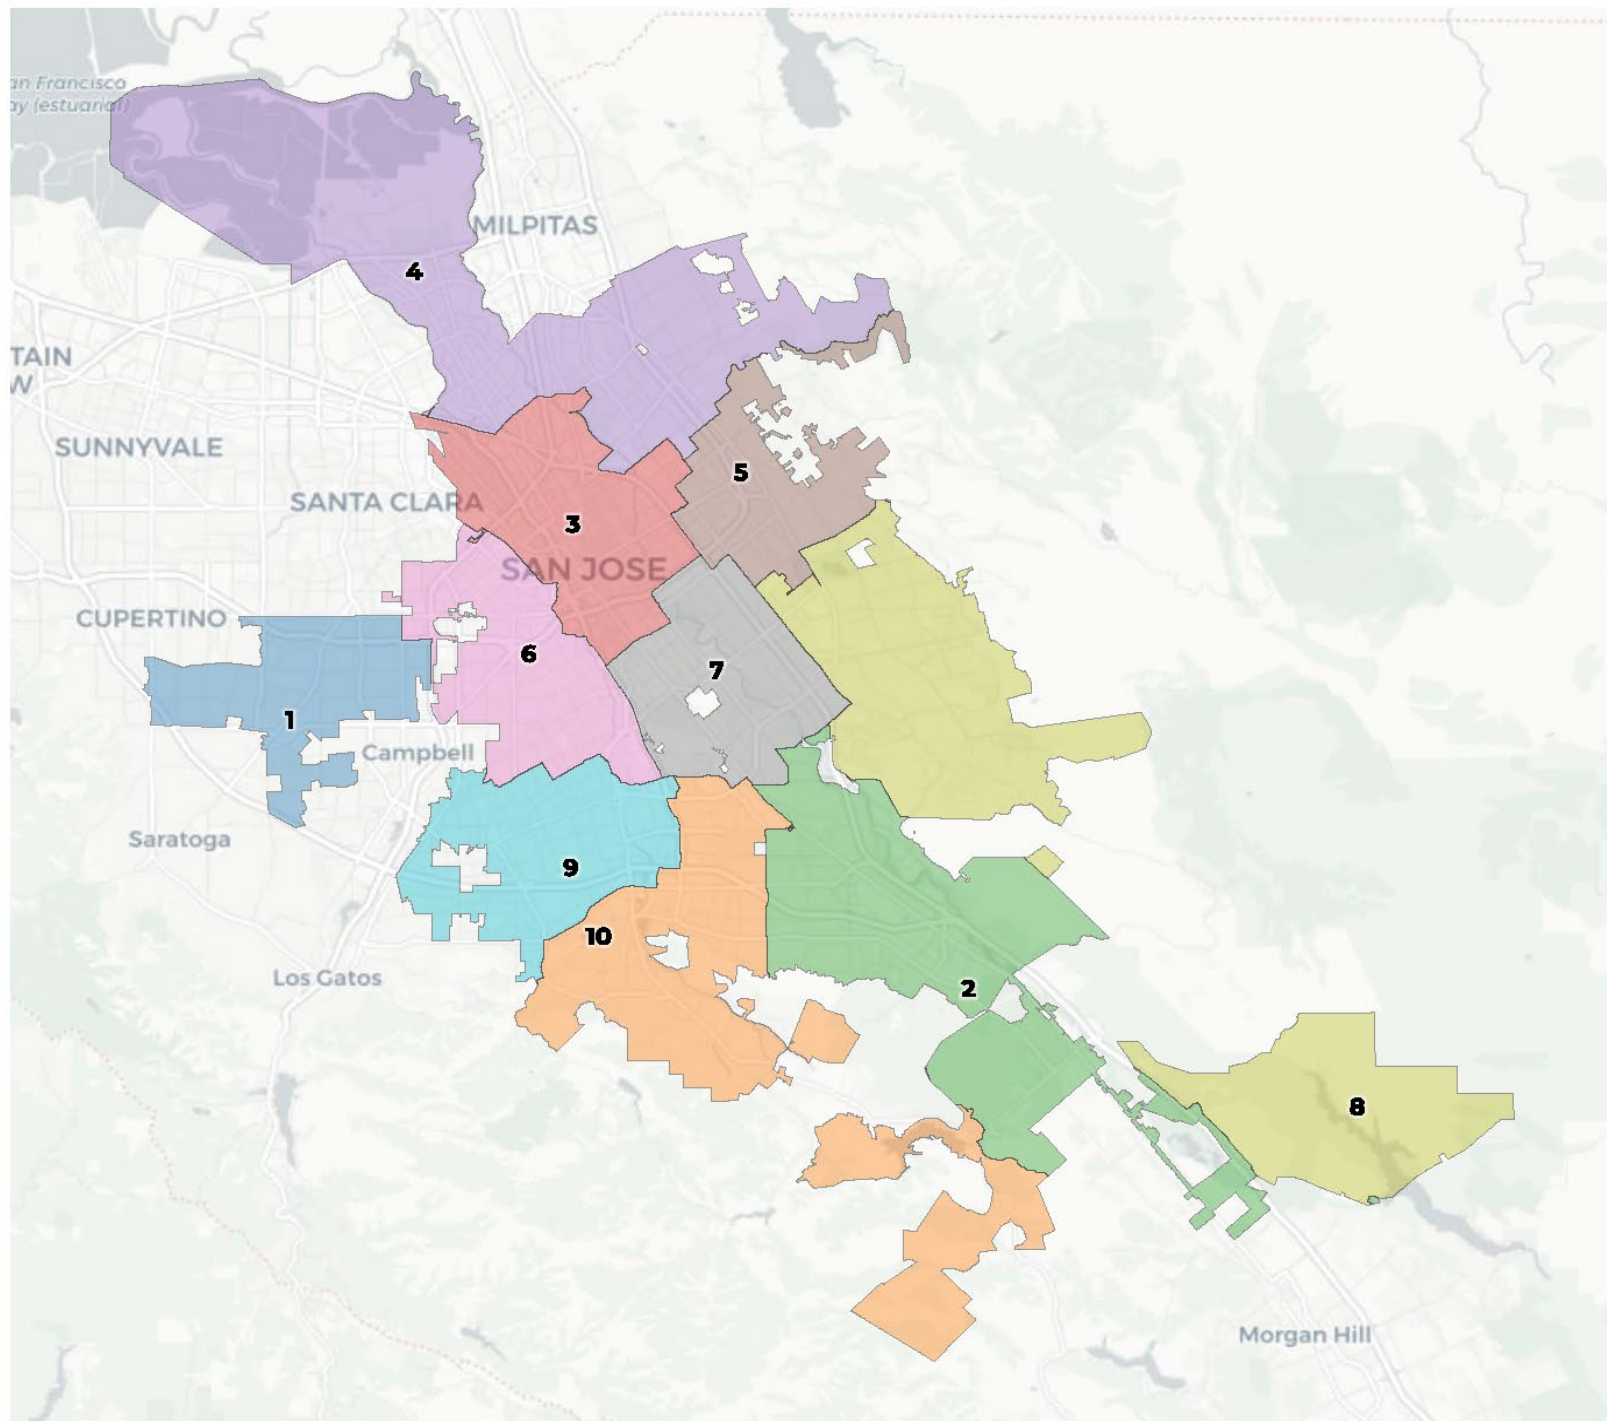 an Francisco
ay (estuarial)
MILPITAS
4
TAIN
W
SUNNYVALE
5
SANTA CLARA
3
SAN JOSE
CUPERTINO
6
7
1
Campbell
Saratoga
9
10
Los Gatos
2
8
Morgan Hill